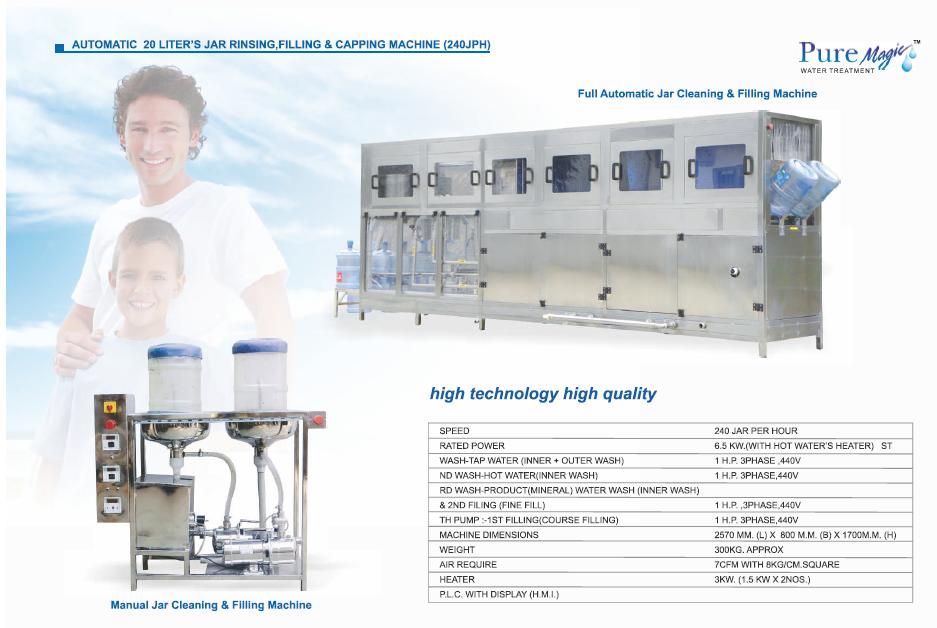 AUTOMATIC 20 LITER'S JAR RINSING,FILLING & CAPPING MACHINE (240JPH)
Pure Magic™
WATER TREATMENT
Full Automatic Jar Cleaning & Filling Machine
high technology high quality
SPEED 240 JAR PER HOUR
RATED POWER 6.5 KW.(WITH HOT WATER'S HEATER) ST
WASH-TAP WATER (INNER + OUTER WASH) 1 H.P. 3PHASE ,440V
ND WASH-HOT WATER(INNER WASH) 1 H.P. 3PHASE,440V
RD WASH-PRODUCT(MINERAL) WATER WASH (INNER WASH)
& 2ND FILING (FINE FILL) 1 H.P. ,3PHASE,440V
TH PUMP :-1ST FILLING(COURSE FILLING) 1 H.P. 3PHASE,440V
MACHINE DIMENSIONS 2570 MM. (L) X 800 M.M. (B) X 1700M.M. (H)
WEIGHT 300KG. APPROX
AIR REQUIRE 7CFM WITH 8KG/CM.SQUARE
HEATER 3KW. (1.5 KW X 2NOS.)
P.L.C. WITH DISPLAY (H.M.I.)
Manual Jar Cleaning & Filling Machine